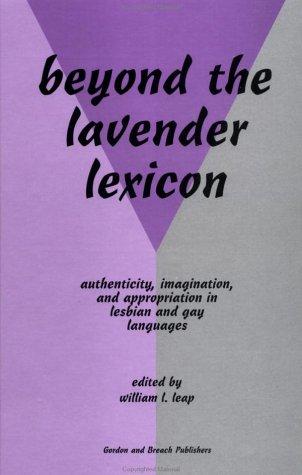 beyond the
lavender
lexicon
authenticity, imagination,
and appropriation in
lesbian and gay
languages
edited by
william l. leap
Gordon and Breach Publishers